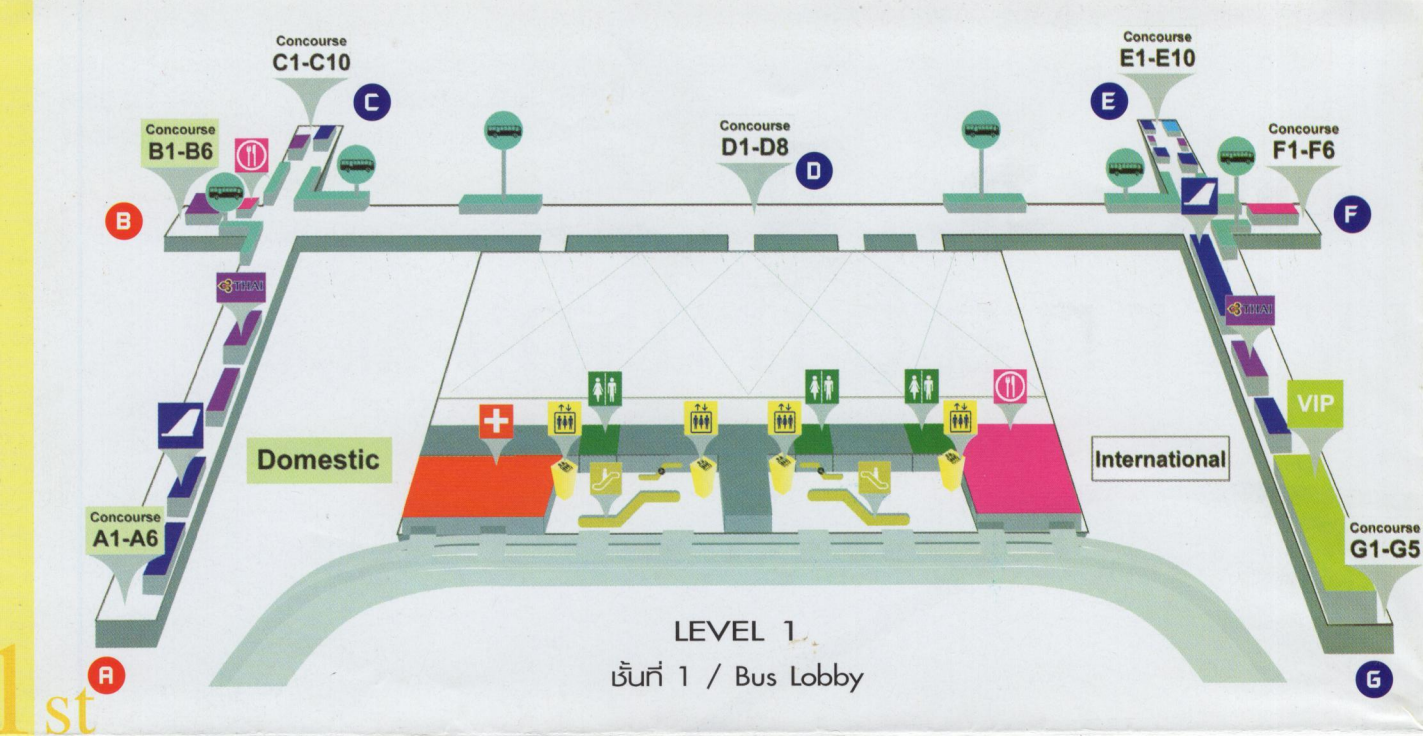 Concourse
C1-C10
C
Concourse
E1-E10
E
Concourse
B1-B6
B
Concourse
D1-D8
D
Concourse
F1-F6
F
THAI
THAI
VIP
Domestic
International
Concourse
A1-A6
A
Concourse
G1-G5
G
LEVEL 1
ชั้นที่ 1 / Bus Lobby
1st